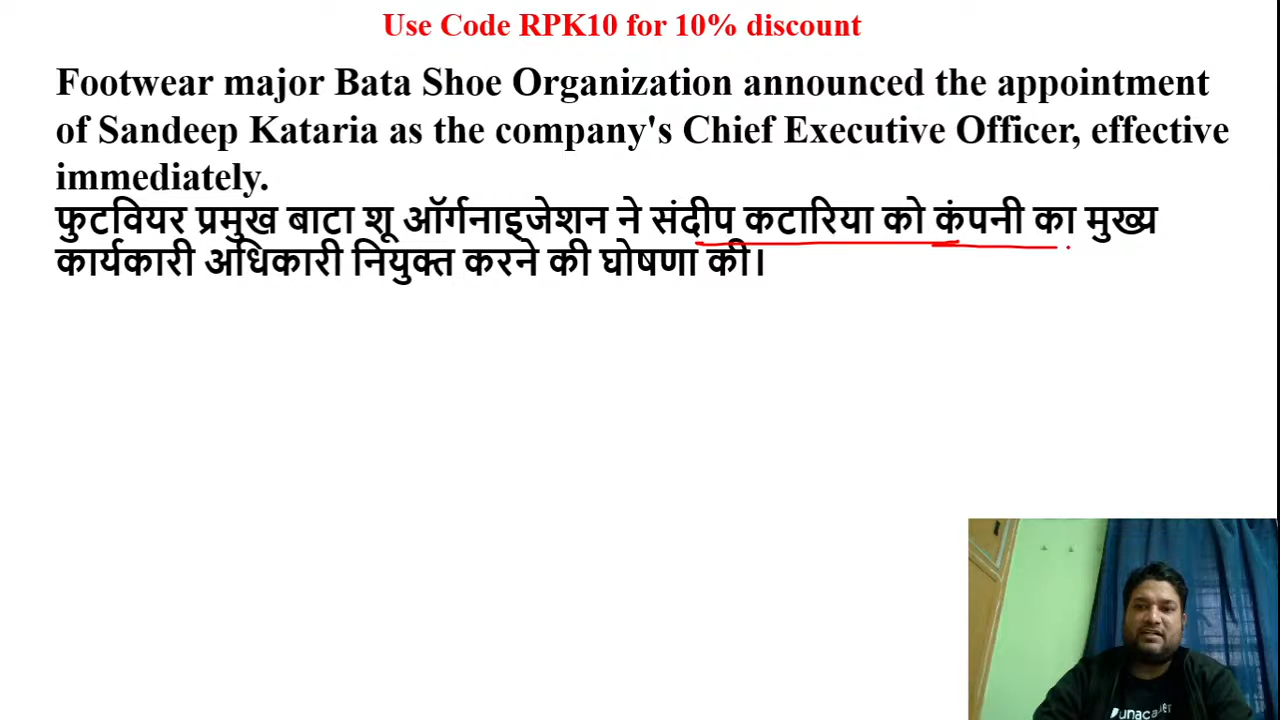 Use Code RPK10 for 10% discount
Footwear major Bata Shoe Organization announced the appointment
of Sandeep Kataria as the company's Chief Executive Officer, effective
immediately.
फुटवियर प्रमुख बाटा शू ऑर्गनाइजेशन ने संदीप कटारिया को कंपनी का मुख्य
कार्यकारी अधिकारी नियुक्त करने की घोषणा की।